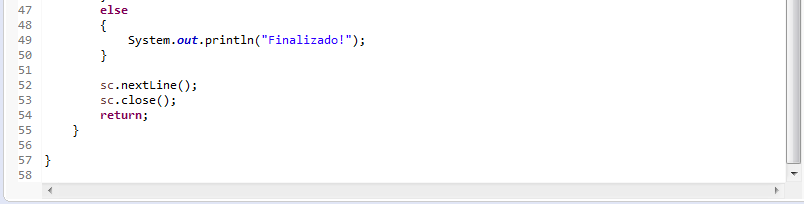 47 else
48 {
49 System.out.println("Finalizado!");
50 }
51
52 sc.nextLine();
53 sc.close();
54 return;
55 }
56
57 }
58